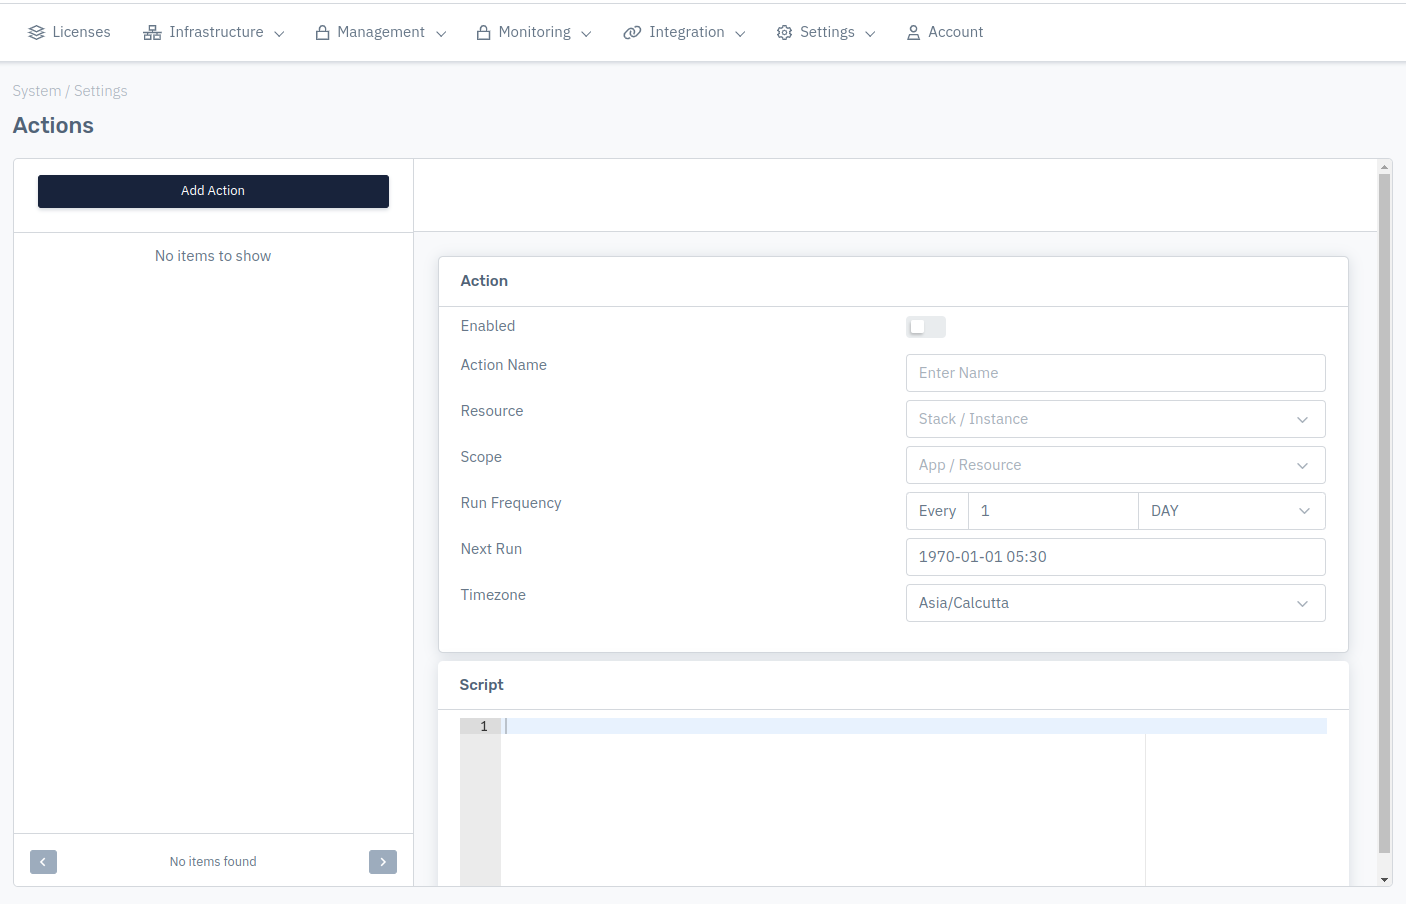 Licenses Infrastructure Management Monitoring Integration Settings Account
System / Settings
Actions
Add Action
No items to show
Action
Enabled
Action Name
Enter Name
Resource
Stack / Instance
Scope
App / Resource
Run Frequency
Every 1 DAY
Next Run
1970-01-01 05:30
Timezone
Asia/Calcutta
Script
1
No items found